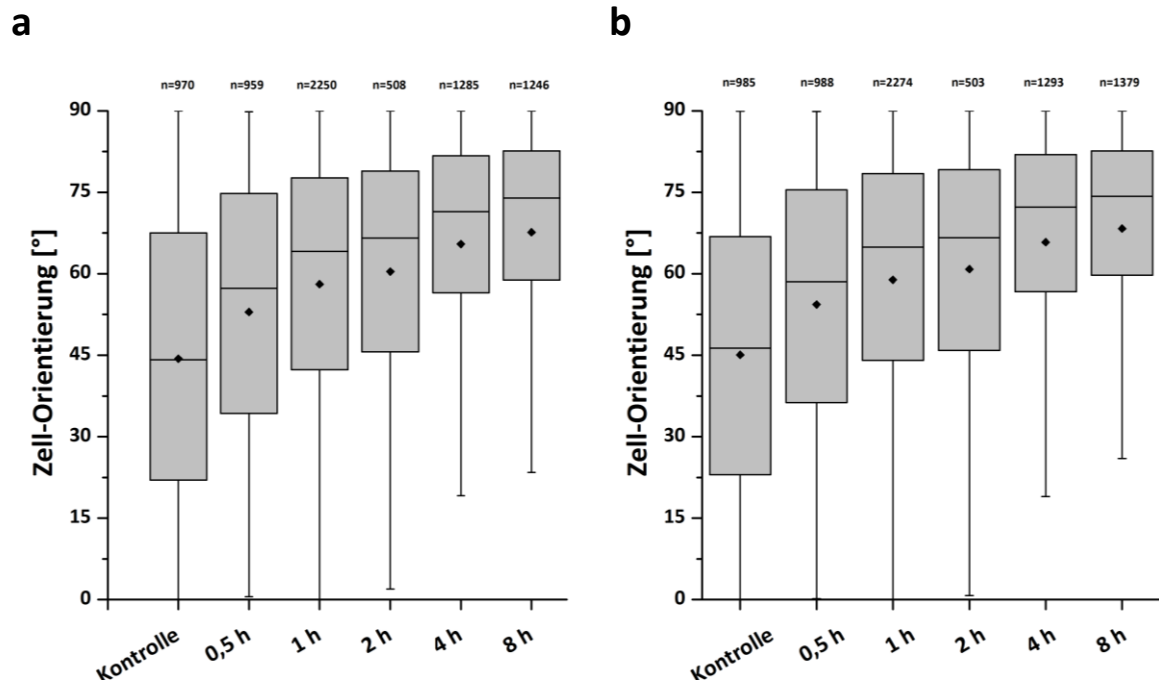 a
n=970 n=959 n=2250 n=508 n=1285 n=1246
90
75
60
45
30
15
0
Zell-Orientierung [°]
Kontrolle 0,5 h 1 h 2 h 4 h 8 h
b
n=985 n=988 n=2274 n=503 n=1293 n=1379
90
75
60
45
30
15
0
Zell-Orientierung [°]
Kontrolle 0,5 h 1 h 2 h 4 h 8 h